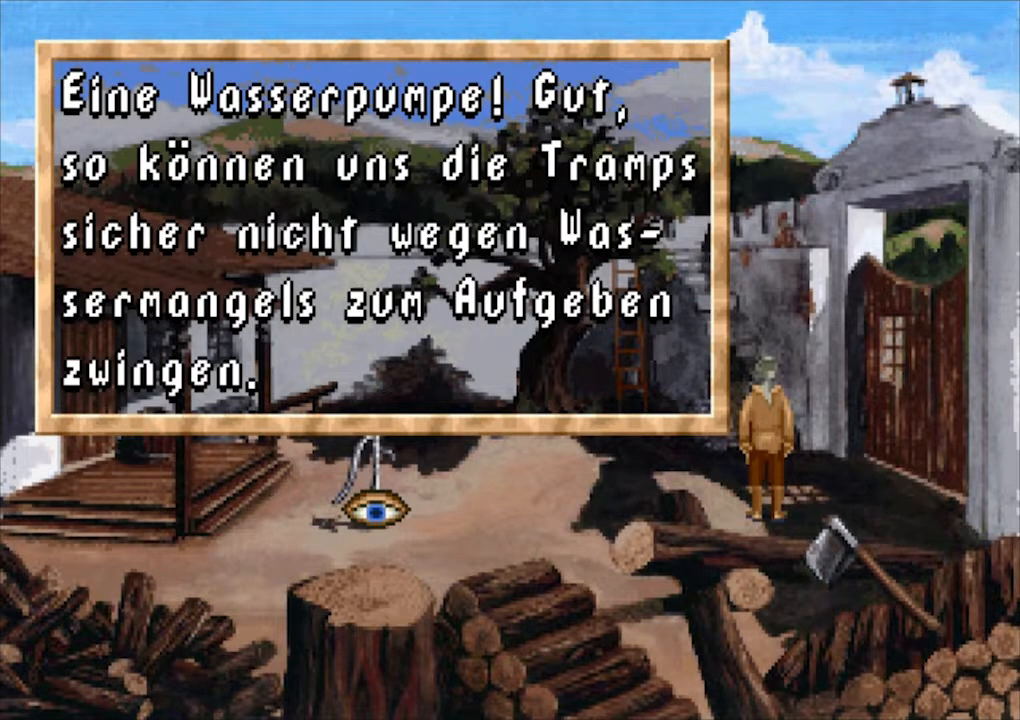 Eine Wasserpumpe! Gut,
so können uns die Tramps
sicher nicht wegen Was-
sermangels zum Aufgeben
zwingen.